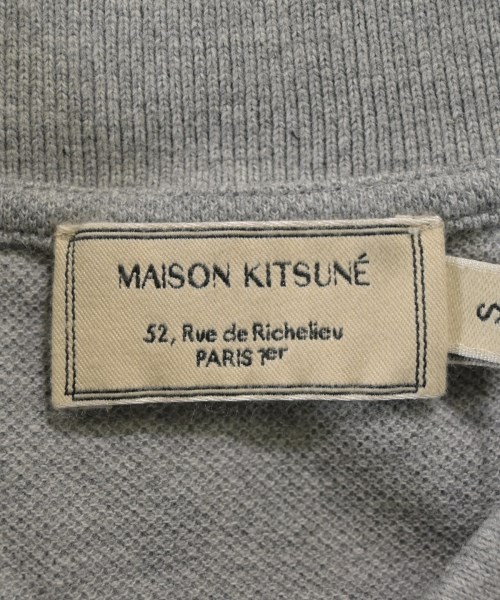 MAISON KITSUNÉ
52, Rue de Richelieu
PARIS 1er
S